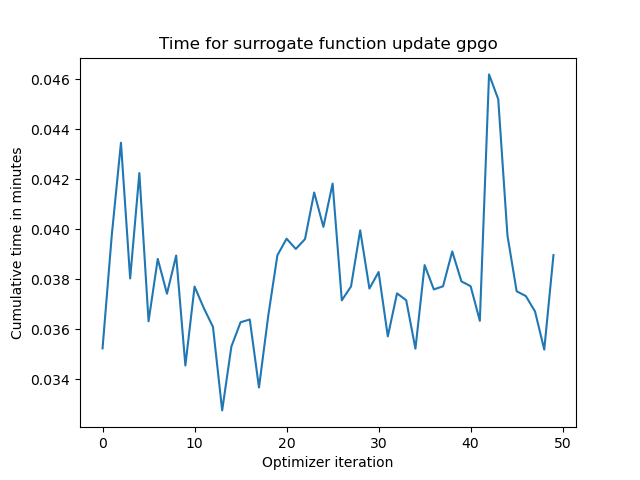 Time for surrogate function update gpgo
Cumulative time in minutes
0.046
0.044
0.042
0.040
0.038
0.036
0.034
0 10 20 30 40 50
Optimizer iteration